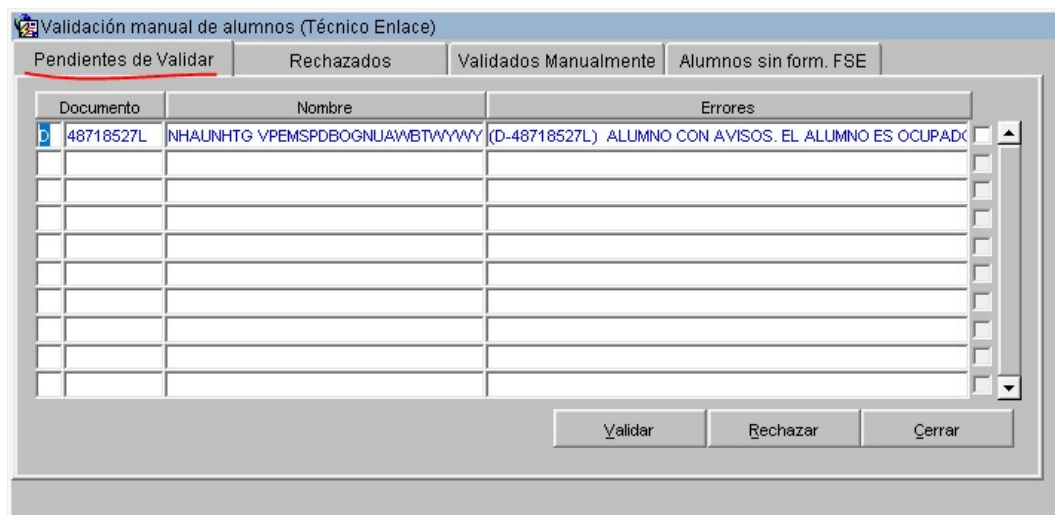 Validación manual de alumnos (Técnico Enlace)
Pendientes de Validar Rechazados Validados Manualmente Alumnos sin form. FSE
Documento Nombre Errores
D 48718527L NHAUNHTG VPEMSPDBOGNUAWBTWYWY (D-48718527L) ALUMNO CON AVISOS. EL ALUMNO ES OCUPADO
Validar Rechazar Cerrar